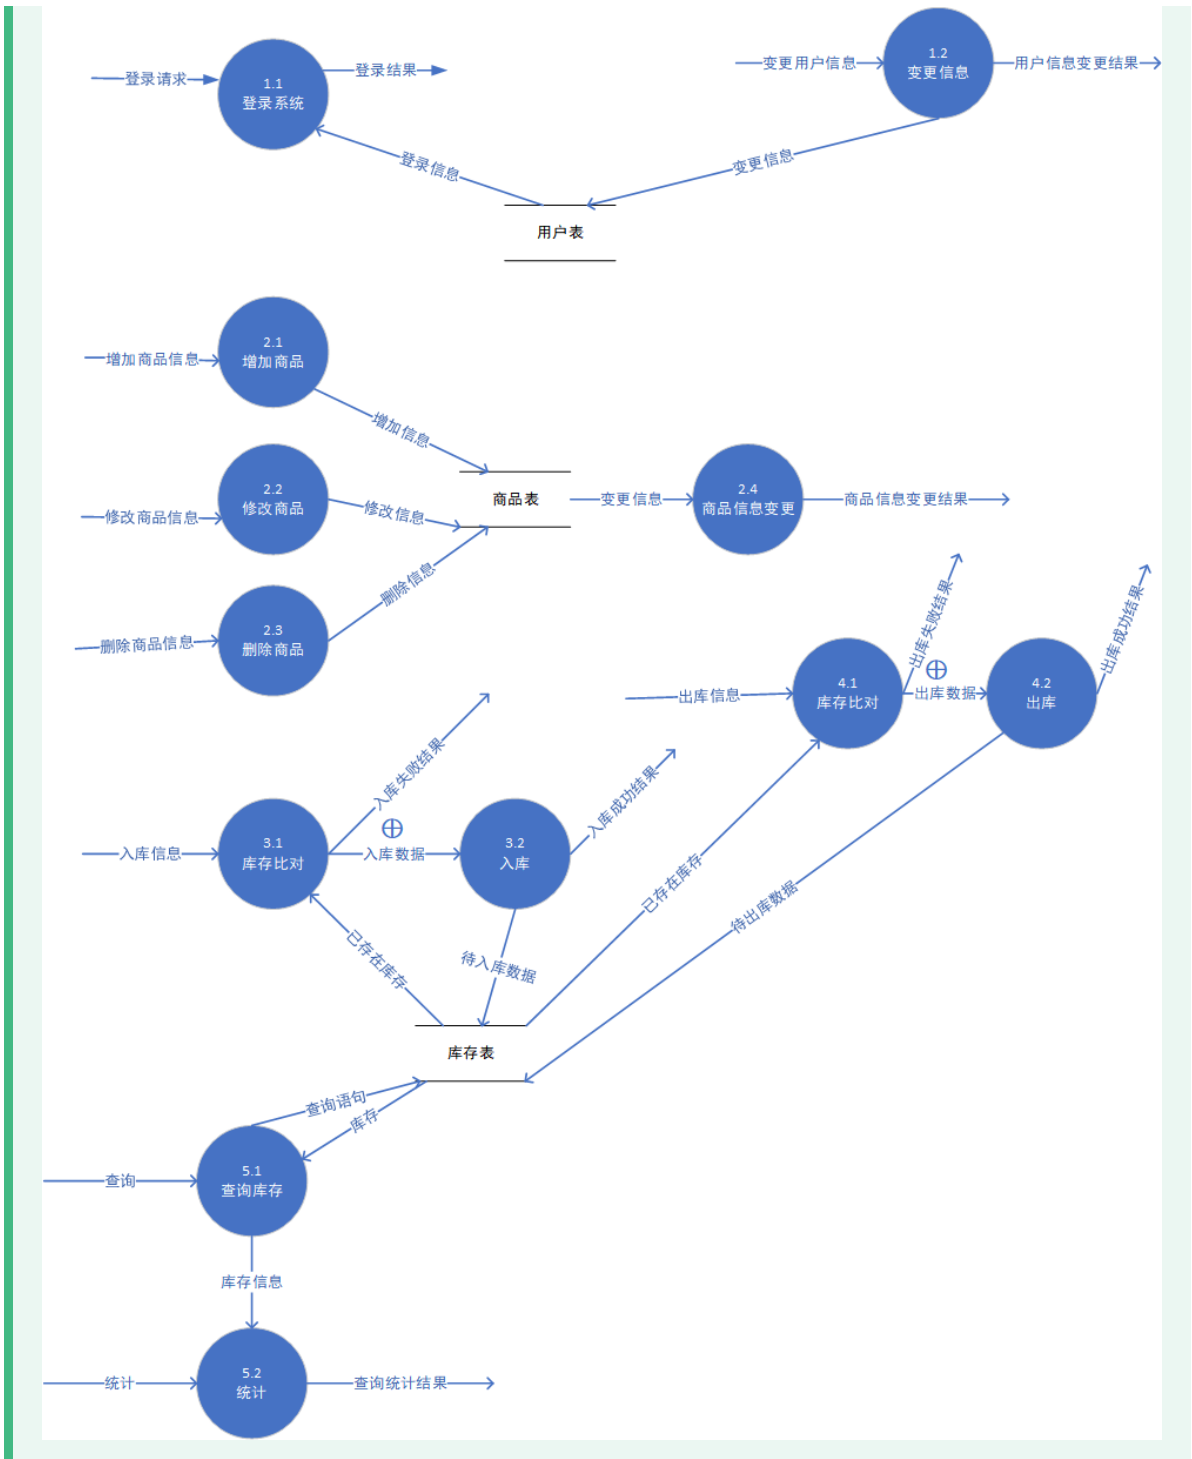 登录请求
1.1
登录系统
登录结果
变更用户信息
1.2
变更信息
用户信息变更结果
登录信息
变更信息
用户表
增加商品信息
2.1
增加商品
增加信息
修改商品信息
2.2
修改商品
修改信息
商品表
变更信息
2.4
商品信息变更
商品信息变更结果
删除商品信息
2.3
删除商品
删除信息
出库信息
4.1
库存比对
出库失败结果
出库数据
4.2
出库
出库成功结果
入库信息
3.1
库存比对
入库失败结果
入库数据
3.2
入库
入库成功结果
已存在库存
待入库数据
已存在库存
待出库数据
库存表
查询语句
库存
查询
5.1
查询库存
库存信息
统计
5.2
统计
查询统计结果